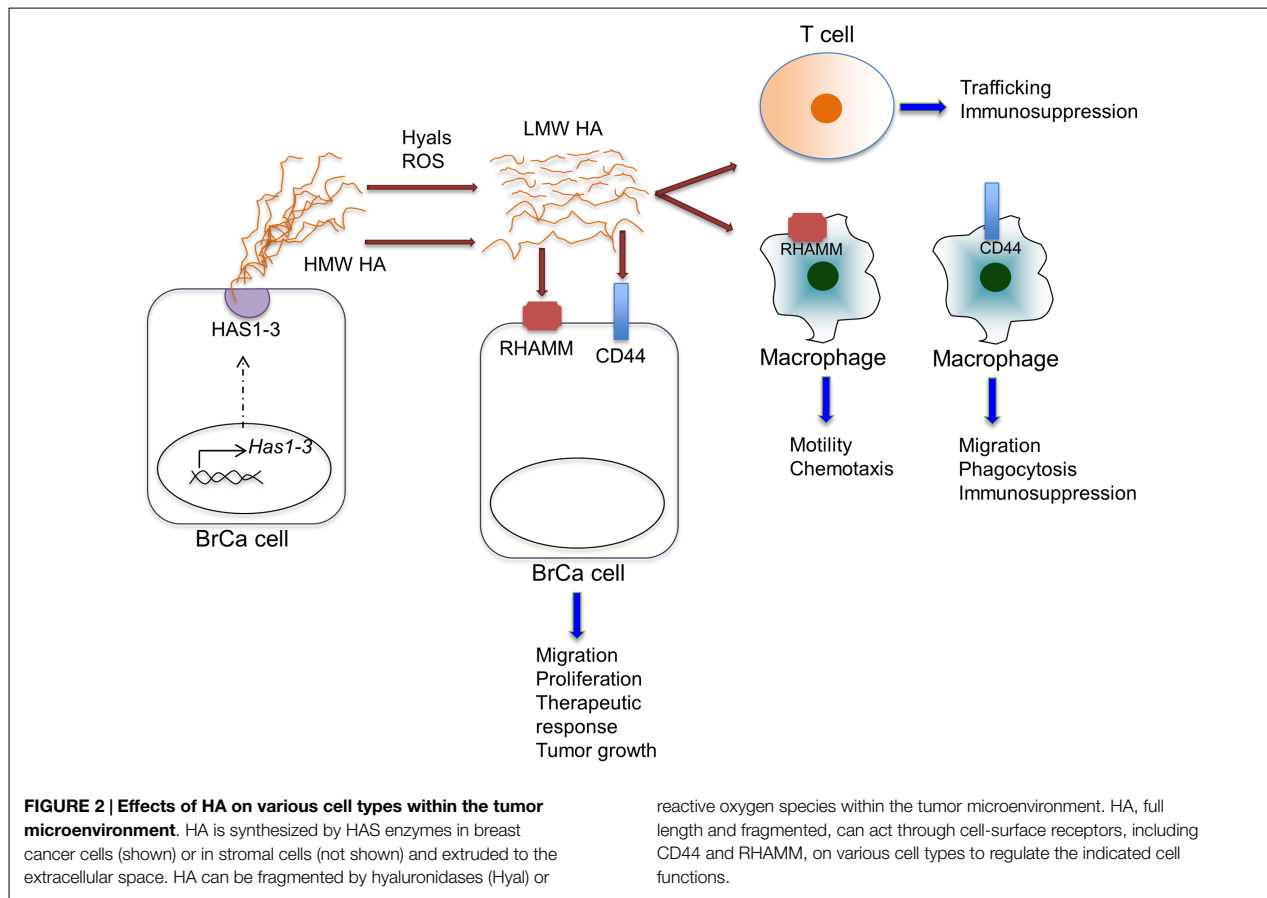 T cell
Trafficking
Immunosuppression
Hyals
ROS
LMW HA
HMW HA
HAS1-3
Has1-3
BrCa cell
RHAMM
CD44
BrCa cell
Migration
Proliferation
Therapeutic
response
Tumor growth
RHAMM
Macrophage
Motility
Chemotaxis
CD44
Macrophage
Migration
Phagocytosis
Immunosuppression
FIGURE 2 | Effects of HA on various cell types within the tumor
microenvironment. HA is synthesized by HAS enzymes in breast
cancer cells (shown) or in stromal cells (not shown) and extruded to the
extracellular space. HA can be fragmented by hyaluronidases (Hyal) or
reactive oxygen species within the tumor microenvironment. HA, full
length and fragmented, can act through cell-surface receptors, including
CD44 and RHAMM, on various cell types to regulate the indicated cell
functions.